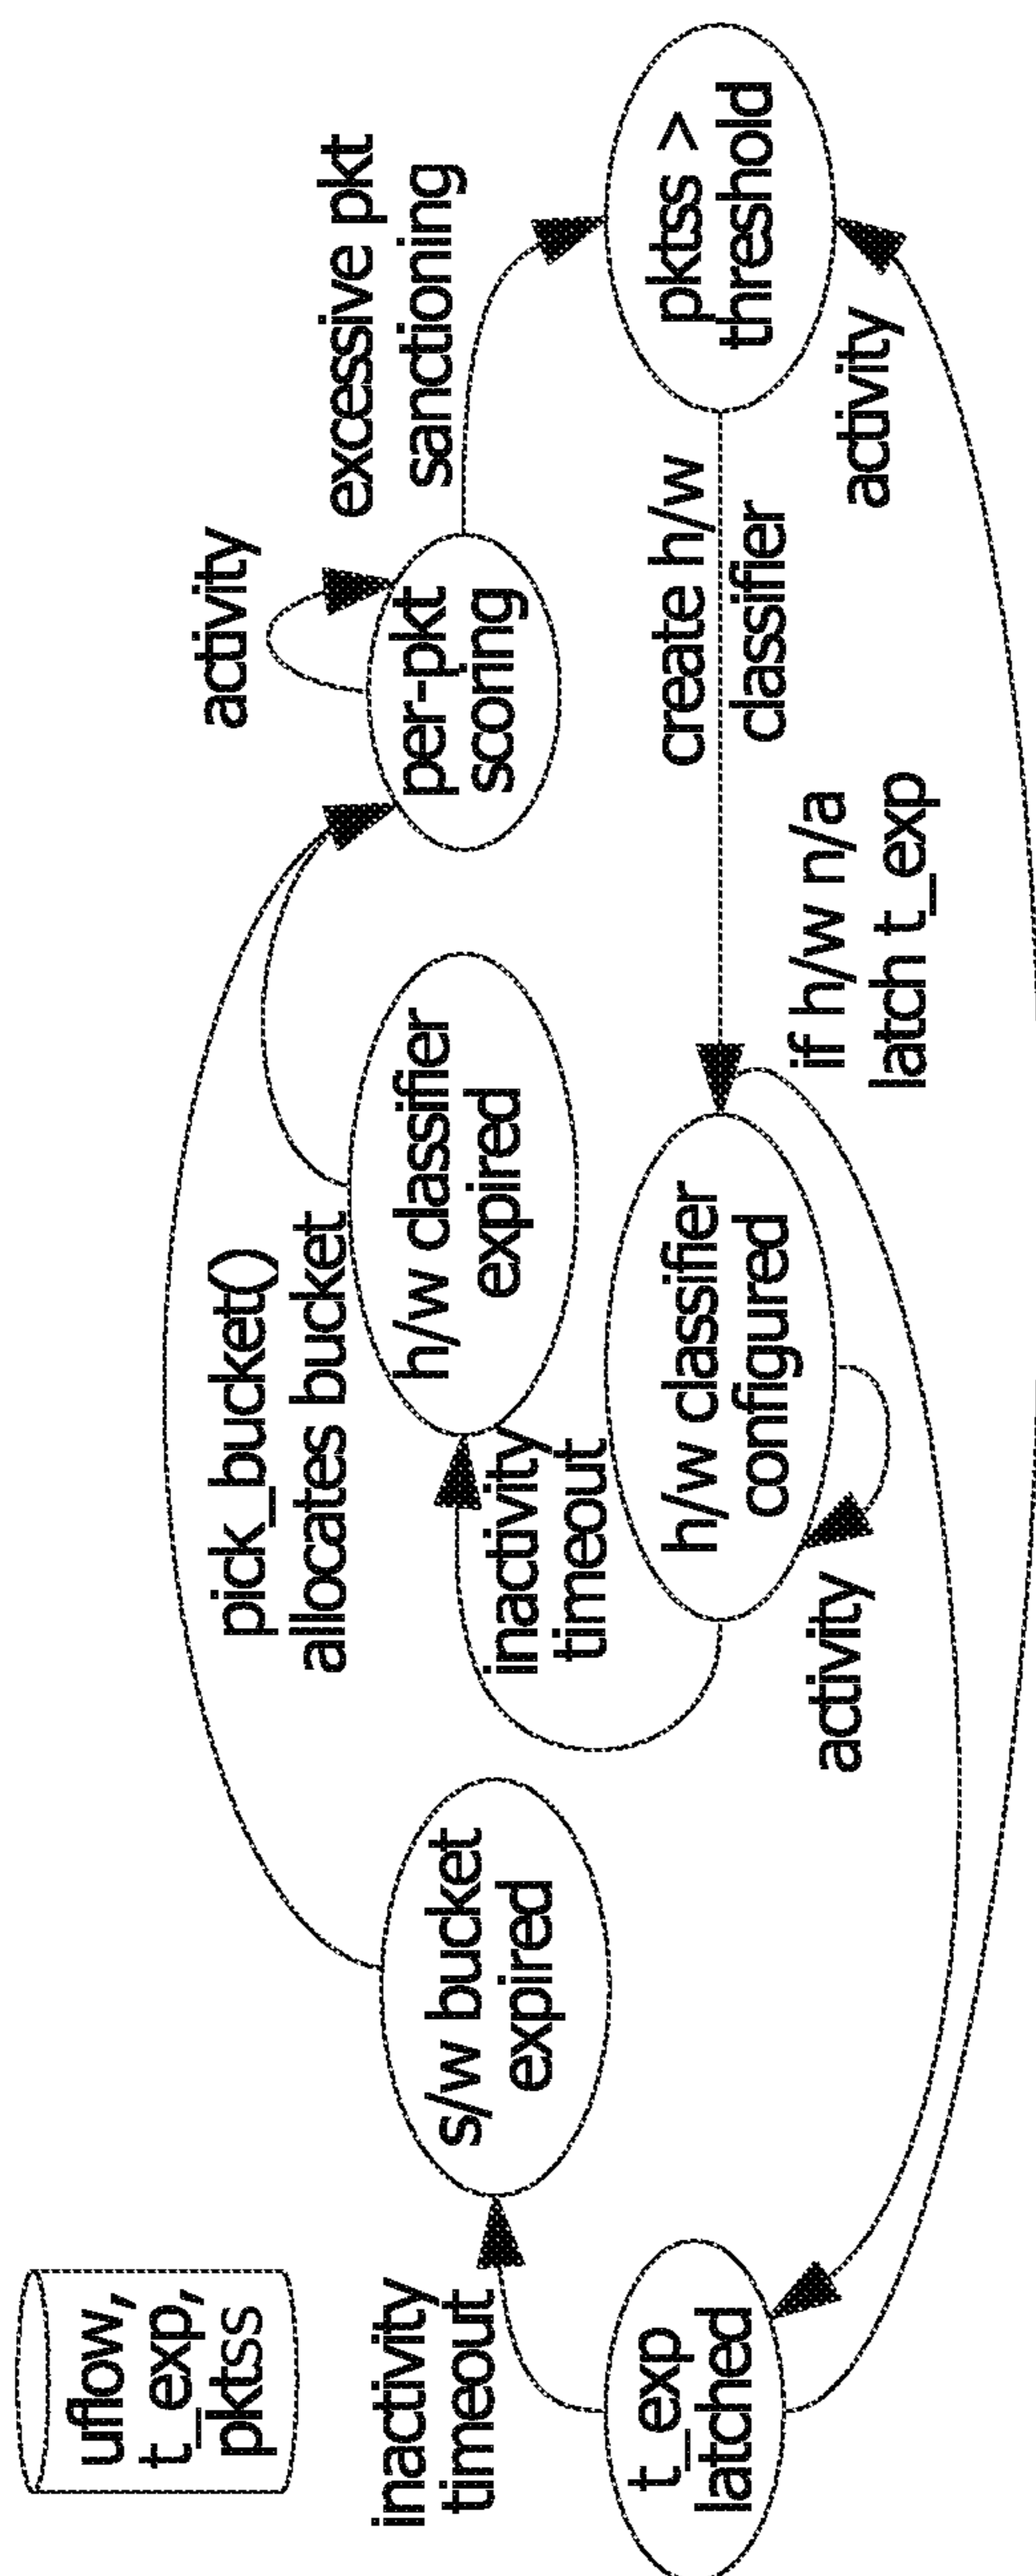 uflow,
t_exp,
pktss
inactivity
timeout
t_exp
latched
s/w bucket
expired
pick_bucket()
allocates bucket
h/w classifier
expired
inactivity
timeout
h/w classifier
configured
activity
activity
per-pkt
scoring
excessive pkt
sanctioning
create h/w
classifier
if h/w n/a
latch t_exp
pktss >
threshold
activity